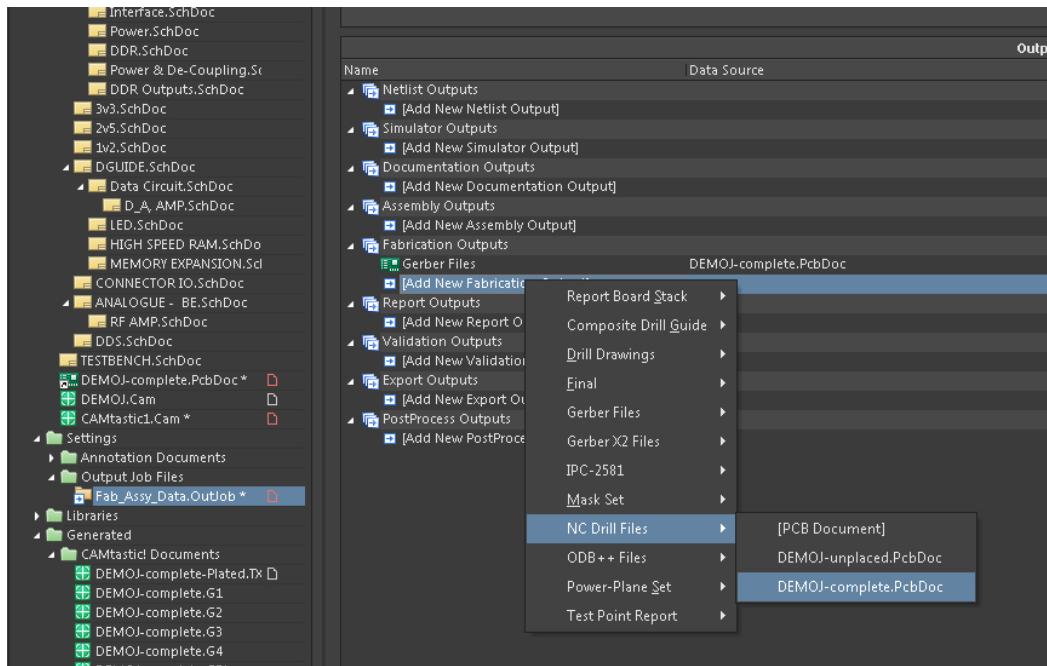 Interface.SchDoc
Power.SchDoc
DDR.SchDoc
Power & De-Coupling.Sc
DDR Outputs.SchDoc
3v3.SchDoc
2v5.SchDoc
1v2.SchDoc
DGUIDE.SchDoc
Data Circuit.SchDoc
D_A, AMP.SchDoc
LED.SchDoc
HIGH SPEED RAM.SchDo
MEMORY EXPANSION.Scl
CONNECTOR IO.SchDoc
ANALOGUE - BE.SchDoc
RF AMP.SchDoc
DDS.SchDoc
TESTBENCH.SchDoc
DEMOJ-complete.PcbDoc *
DEMOJ.Cam
CAMtastic1.Cam *
Settings
Annotation Documents
Output Job Files
Fab_Assy_Data.OutJob *
Libraries
Generated
CAMtastic! Documents
DEMOJ-complete-Plated.TX
DEMOJ-complete.G1
DEMOJ-complete.G2
DEMOJ-complete.G3
DEMOJ-complete.G4
Outp
Name Data Source
Netlist Outputs
[Add New Netlist Output]
Simulator Outputs
[Add New Simulator Output]
Documentation Outputs
[Add New Documentation Output]
Assembly Outputs
[Add New Assembly Output]
Fabrication Outputs
Gerber Files DEMOJ-complete.PcbDoc
[Add New Fabricatio
Report Outputs
[Add New Report O
Validation Outputs
[Add New Validation
Export Outputs
[Add New Export Ou
PostProcess Outputs
[Add New PostProce
Report Board Stack
Composite Drill Guide
Drill Drawings
Final
Gerber Files
Gerber X2 Files
IPC-2581
Mask Set
NC Drill Files
ODB++ Files
Power-Plane Set
Test Point Report
[PCB Document]
DEMOJ-unplaced.PcbDoc
DEMOJ-complete.PcbDoc